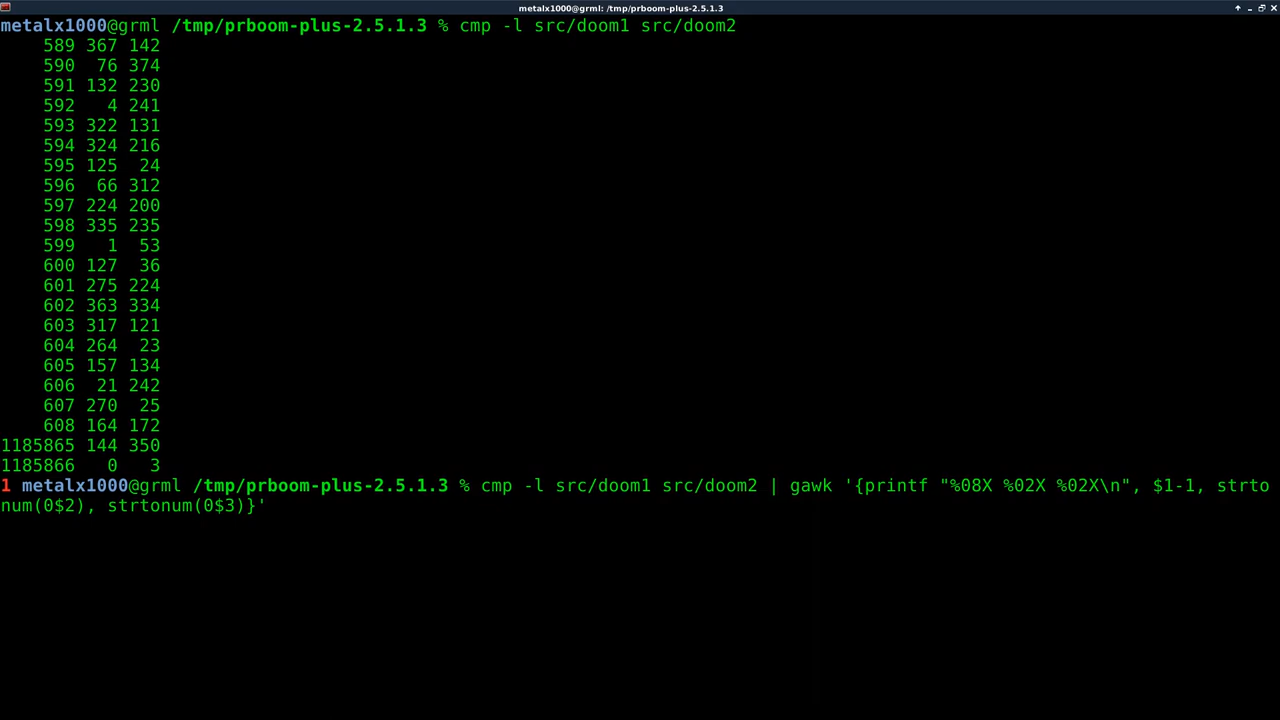 metalx1000@grml: /tmp/prboom-plus-2.5.1.3
metalx1000@grml /tmp/prboom-plus-2.5.1.3 % cmp -l src/doom1 src/doom2
589 367 142
590 76 374
591 132 230
592 4 241
593 322 131
594 324 216
595 125 24
596 66 312
597 224 200
598 335 235
599 1 53
600 127 36
601 275 224
602 363 334
603 317 121
604 264 23
605 157 134
606 21 242
607 270 25
608 164 172
1185865 144 350
1185866 0 3
1 metalx1000@grml /tmp/prboom-plus-2.5.1.3 % cmp -l src/doom1 src/doom2 | gawk '{printf "%08X %02X %02X\n", $1-1, strto
num(0$2), strtonum(0$3)}'